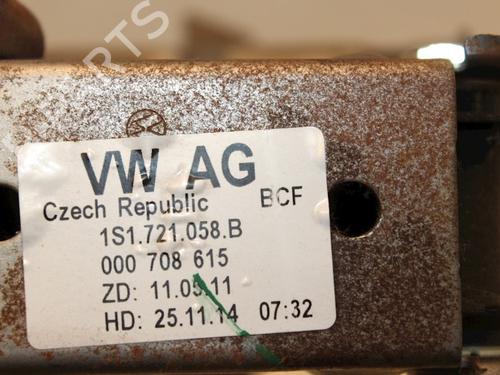 PARTS
VW AG
Czech Republic BCF
1S1.721.058.B
000 708 615
ZD: 11.05.11
HD: 25.11.14 07:32